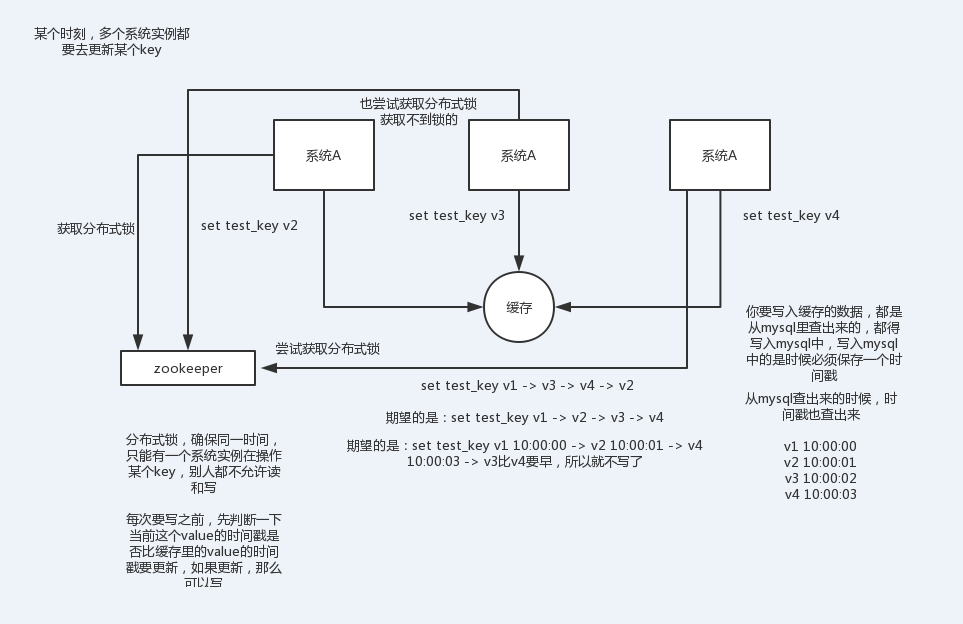 某个时刻，多个系统实例都
要去更新某个key
也尝试获取分布式锁
获取不到锁的
系统A
系统A
系统A
获取分布式锁
set test_key v2
set test_key v3
set test_key v4
缓存
尝试获取分布式锁
zookeeper
set test_key v1 -> v3 -> v4 -> v2
期望的是：set test_key v1 -> v2 -> v3 -> v4
期望的是：set test_key v1 10:00:00 -> v2 10:00:01 -> v4
10:00:03 -> v3比v4要早，所以就不写了
你要写入缓存的数据，都是
从mysql里查出来的，都得
写入mysql中，写入mysql
中的是时候必须保存一个时
间戳
从mysql查出来的时候，时
间戳也查出来
v1 10:00:00
v2 10:00:01
v3 10:00:02
v4 10:00:03
分布式锁，确保同一时间，
只能有一个系统实例在操作
某个key，别人都不允许读
和写
每次要写之前，先判断一下
当前这个value的时间戳是
否比缓存里的value的时间
戳要更新，如果更新，那么
可以写